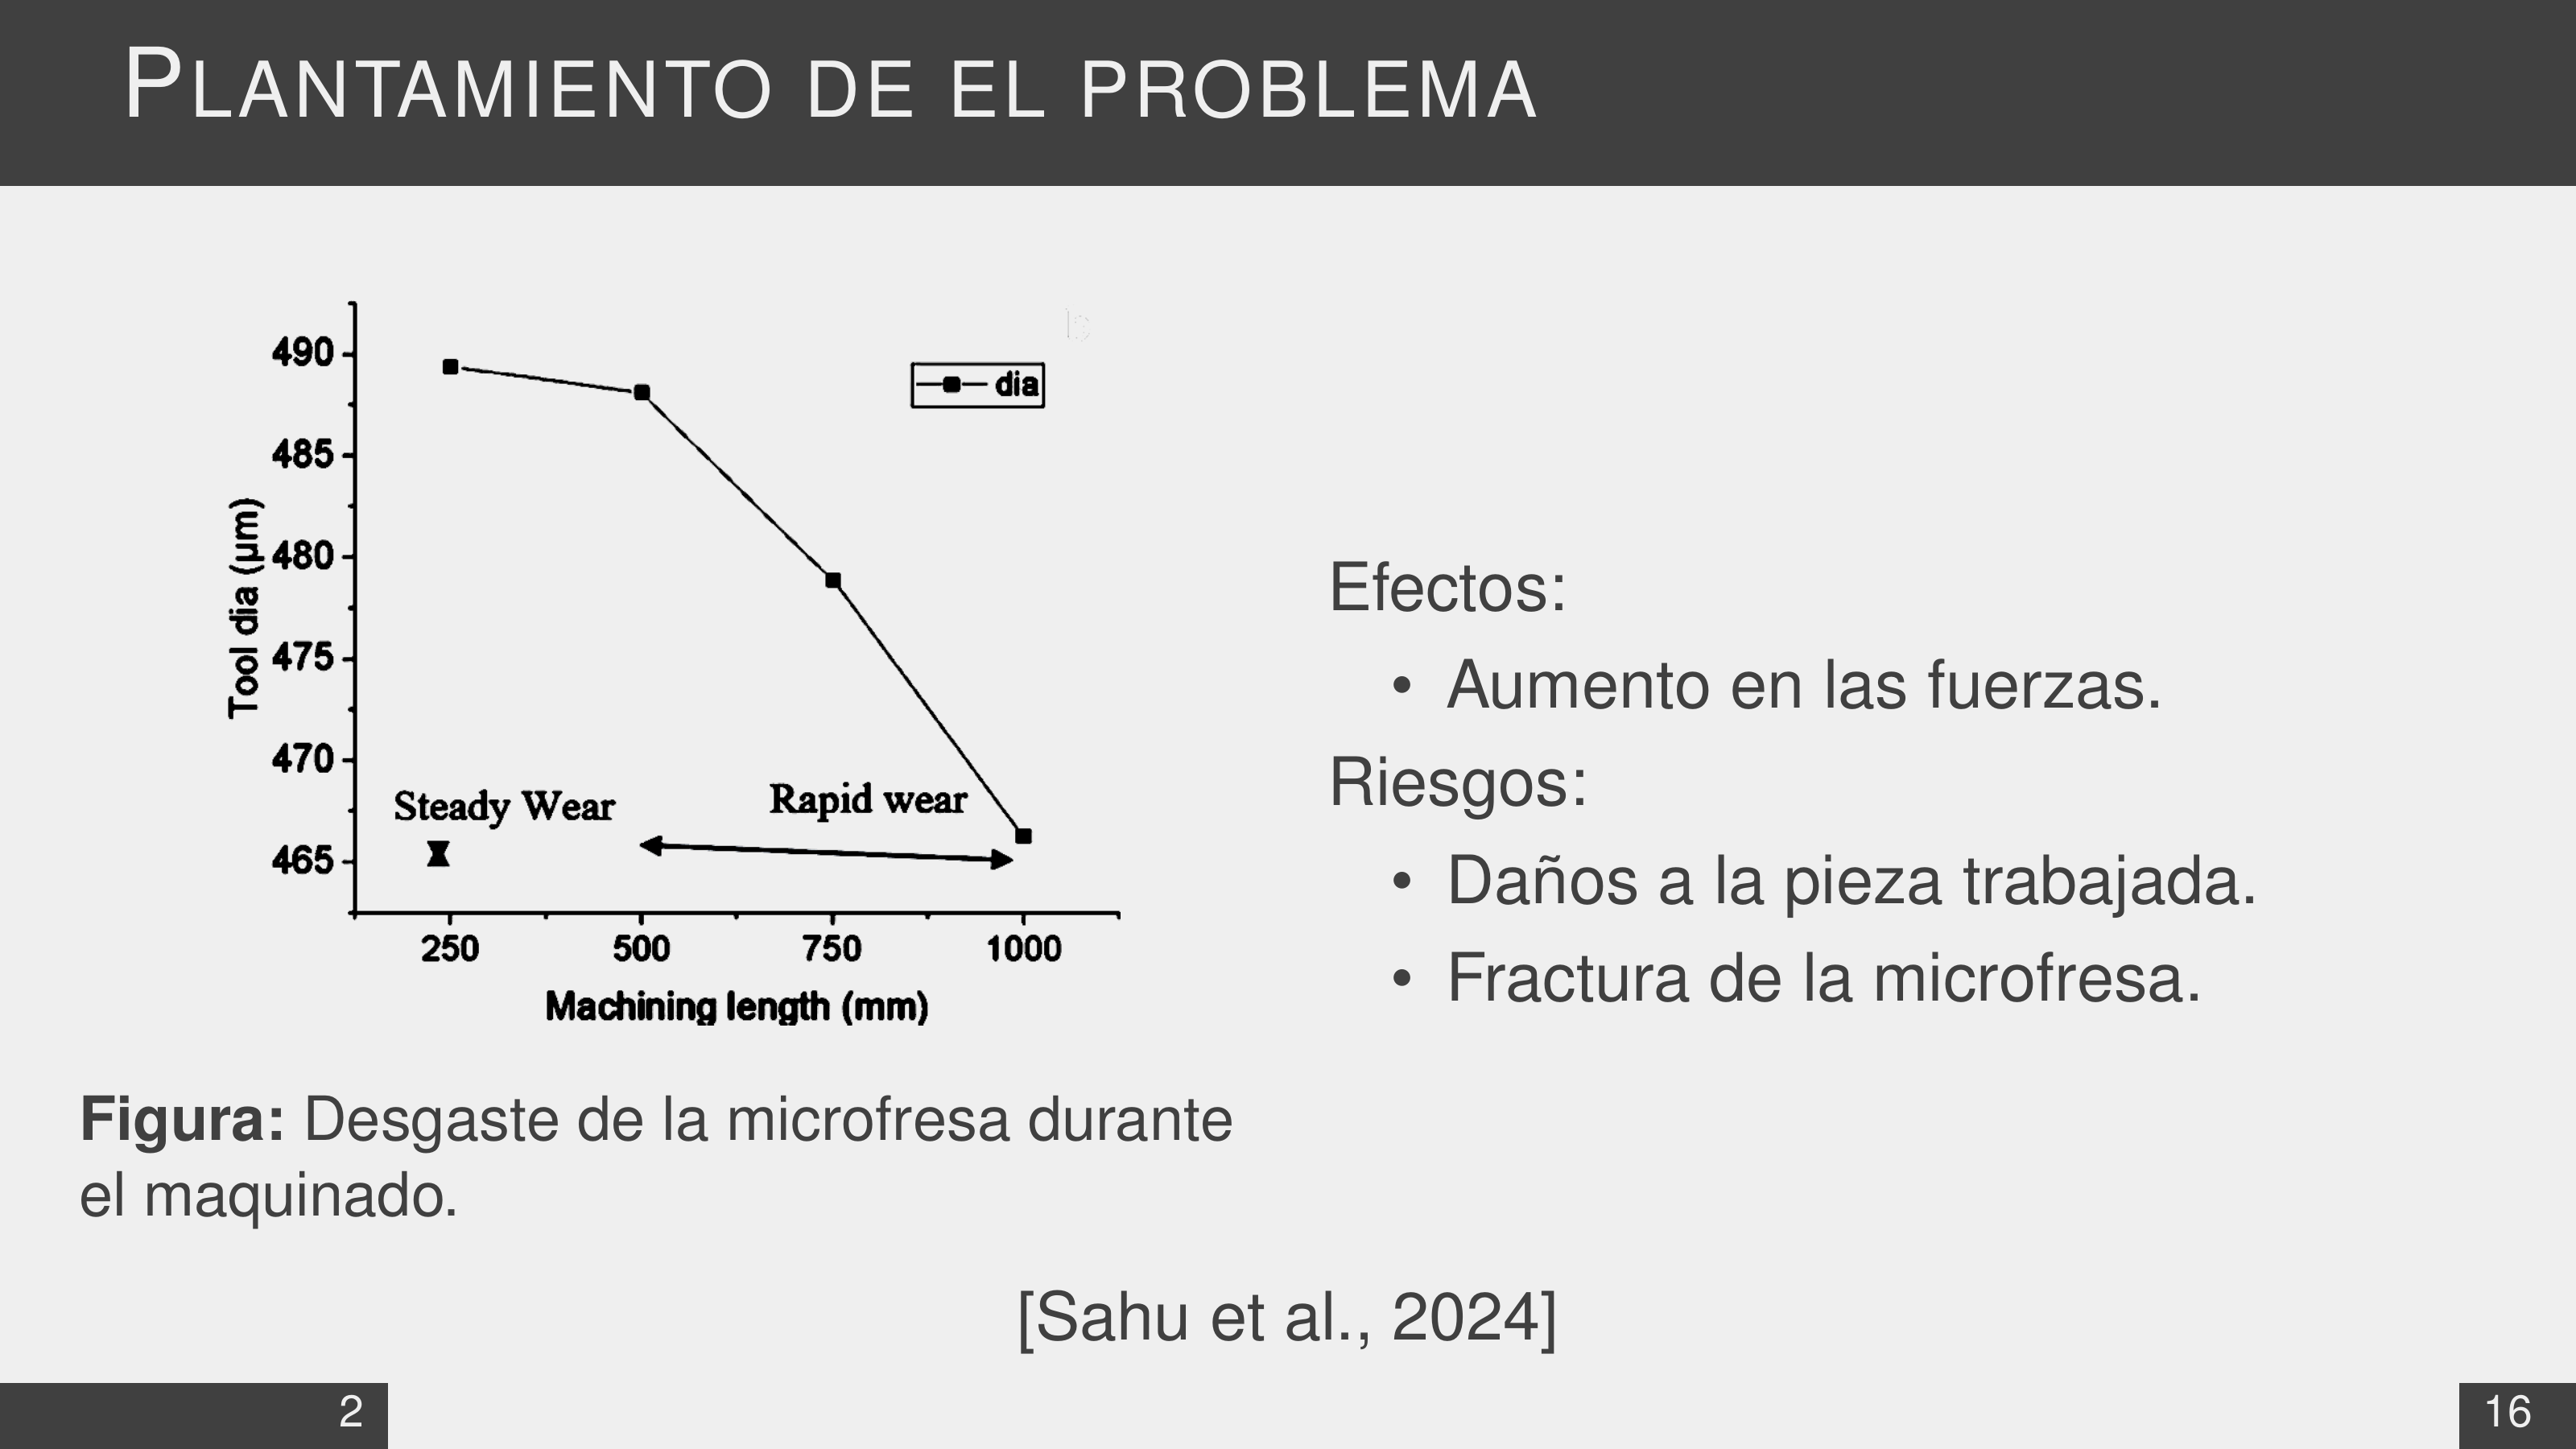 PLANTAMIENTO DE EL PROBLEMA
490
485
480
475
470
465
Tool dia (µm)
dia
Steady Wear
Rapid wear
250 500 750 1000
Machining length (mm)
Figura: Desgaste de la microfresa durante
el maquinado.
Efectos:
• Aumento en las fuerzas.
Riesgos:
• Daños a la pieza trabajada.
• Fractura de la microfresa.
[Sahu et al., 2024]
2
16